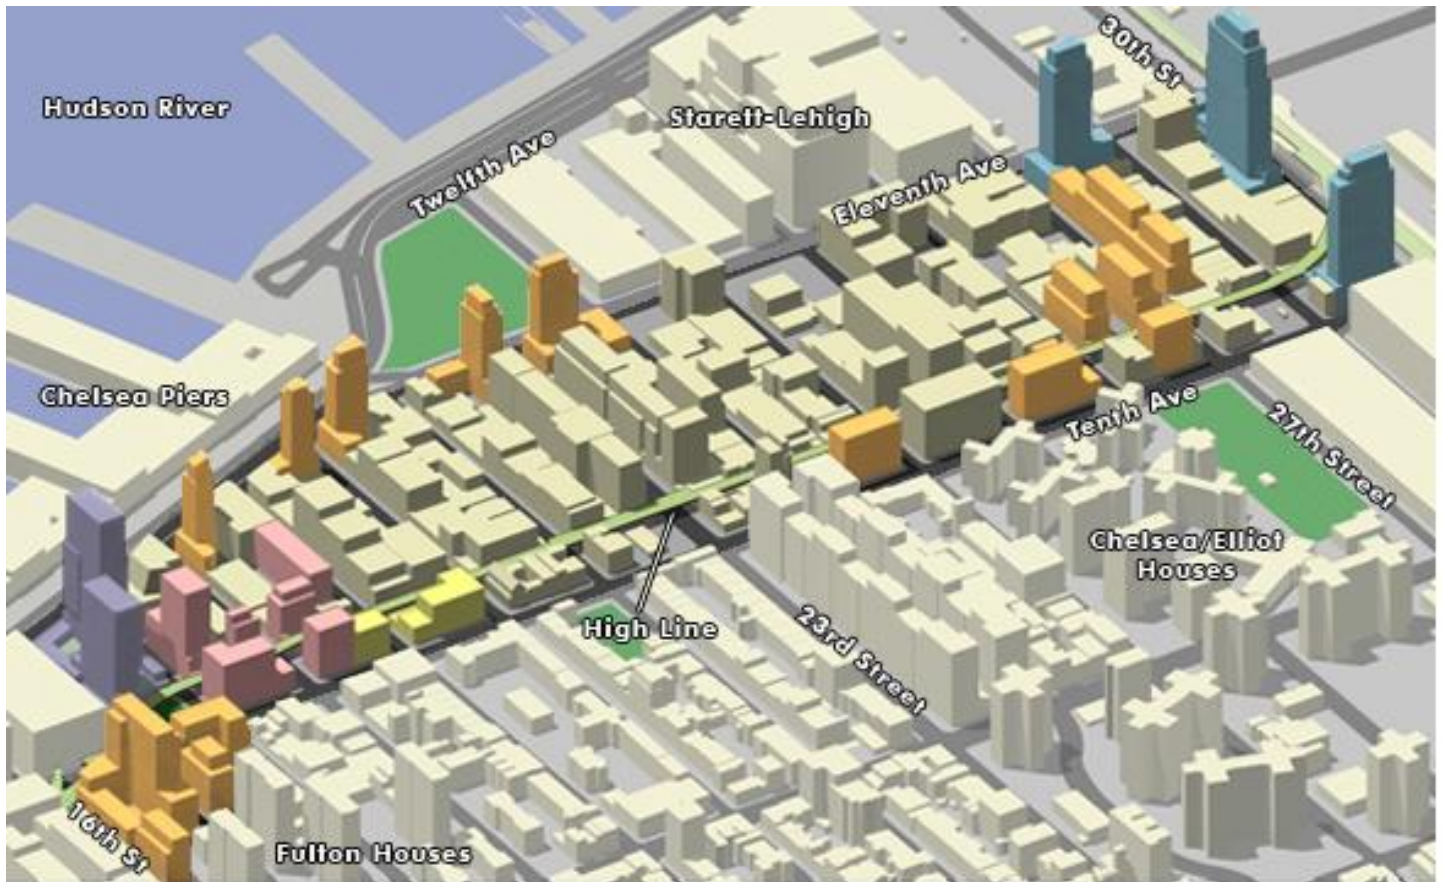 30th St
Hudson River
Starett-Lehigh
Twelfth Ave
Eleventh Ave
Chelsea Piers
Tenth Ave
27th Street
Chelsea/Elliot
Houses
High Line
23rd Street
16th St
Fulton Houses